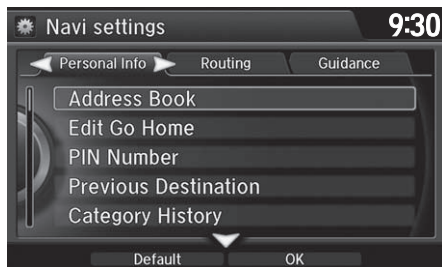 Navi settings 9:30
Personal Info Routing Guidance
Address Book
Edit Go Home
PIN Number
Previous Destination
Category History
Default OK